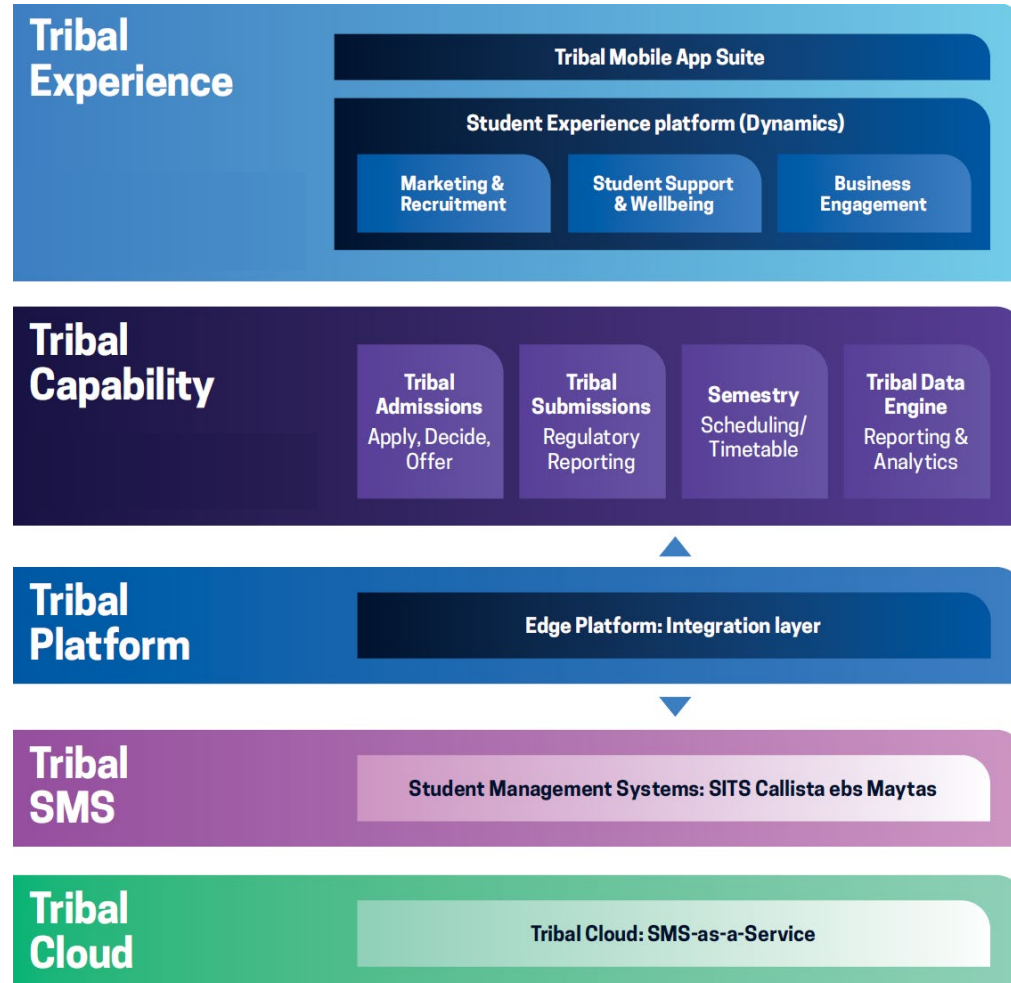 Tribal
Experience
Tribal Mobile App Suite
Student Experience platform (Dynamics)
Marketing &
Recruitment
Student Support
& Wellbeing
Business
Engagement
Tribal
Capability
Tribal
Admissions
Apply, Decide,
Offer
Tribal
Submissions
Regulatory
Reporting
Semestry
Scheduling/
Timetable
Tribal Data
Engine
Reporting &
Analytics
Tribal
Platform
Edge Platform: Integration layer
Tribal
SMS
Student Management Systems: SITS Callista ebs Maytas
Tribal
Cloud
Tribal Cloud: SMS-as-a-Service